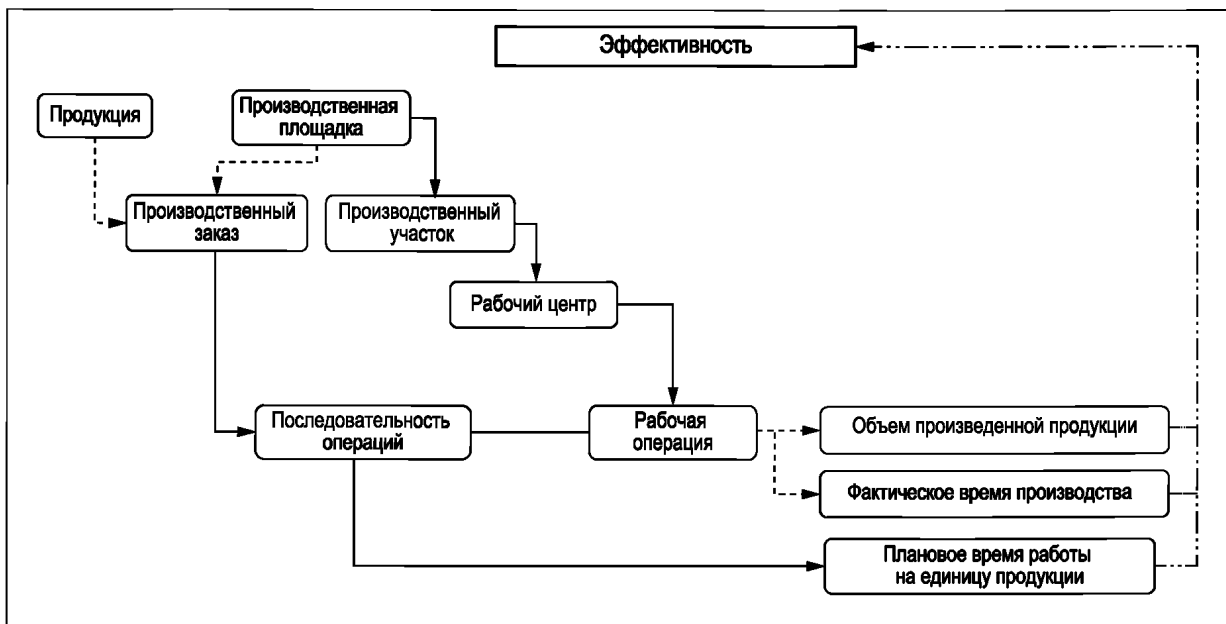 Эффективность
Продукция
Производственная
площадка
Производственный
заказ
Производственный
участок
Рабочий центр
Последовательность
операций
Рабочая
операция
Объем произведенной продукции
Фактическое время производства
Плановое время работы
на единицу продукции